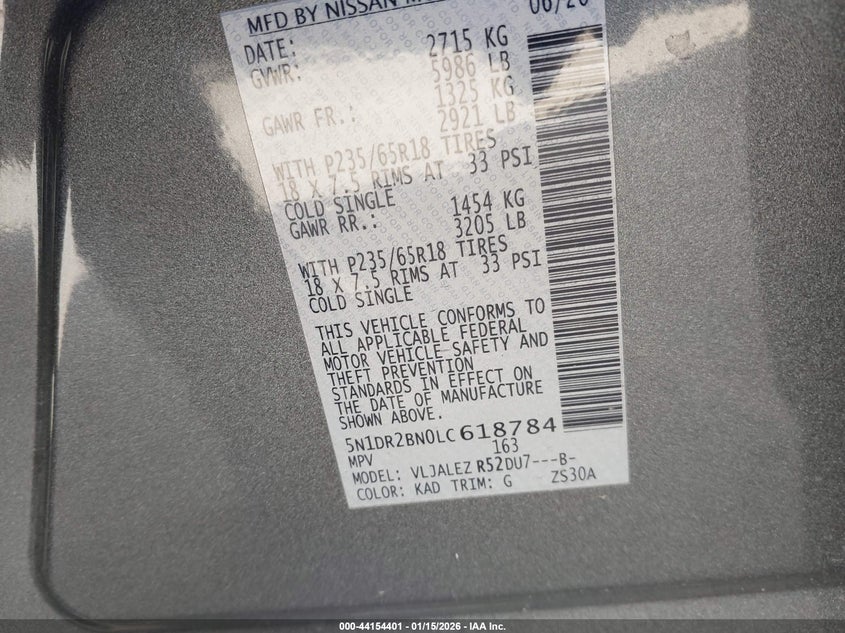 MFD BY NISSAN
DATE: 06/20
GVWR: 2715 KG
5986 LB
GAWR FR.: 1325 KG
2921 LB
WITH P235/65R18 TIRES
18 X 7.5 RIMS AT 33 PSI
COLD SINGLE
GAWR RR.: 1454 KG
3205 LB
WITH P235/65R18 TIRES
18 X 7.5 RIMS AT 33 PSI
COLD SINGLE
THIS VEHICLE CONFORMS TO
ALL APPLICABLE FEDERAL
MOTOR VEHICLE SAFETY AND
THEFT PREVENTION
STANDARDS IN EFFECT ON
THE DATE OF MANUFACTURE
SHOWN ABOVE.
5N1DR2BN0LC618784
MPV 163
MODEL: VLJALEZ R52DU7---B-
COLOR: KAD TRIM: G ZS30A
000-44154401 - 01/15/2026 - IAA Inc.